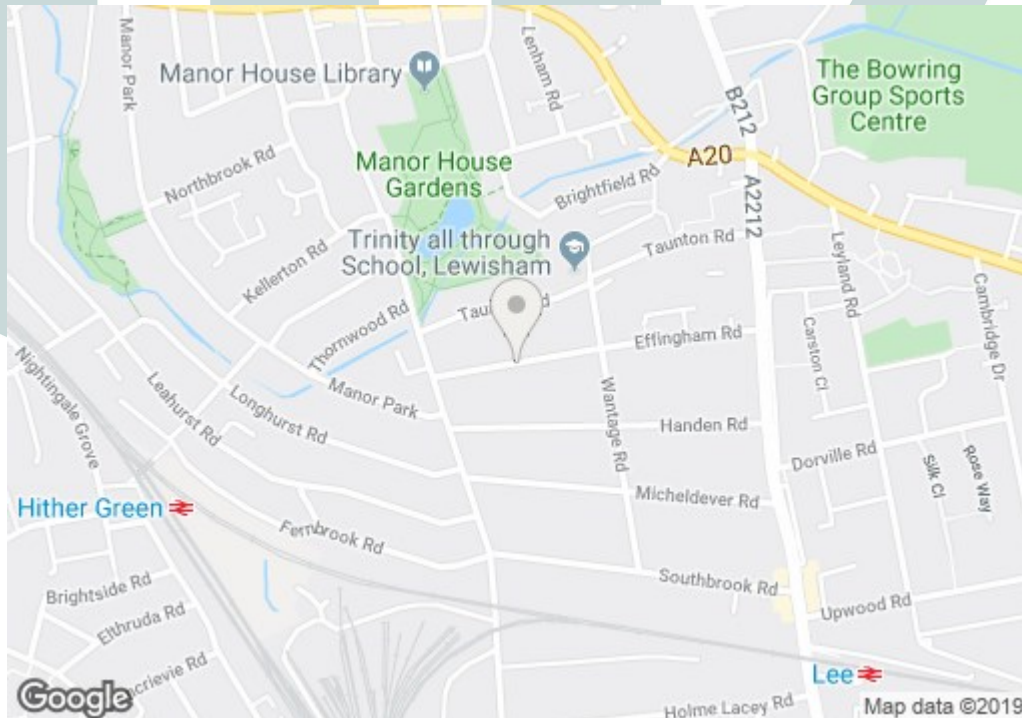 Manor Park
Manor House Library
Lenham Rd
B212
The Bowring
Group Sports
Centre
Northbrook Rd
Manor House
Gardens
Brightfield Rd
A20
A2212
Trinity all through
School, Lewisham
Taunton Rd
Leyland Rd
Kellerton Rd
Thornwood Rd
Effingham Rd
Carston Cl
Cambridge Dr
Nightingale Grove
Leahurst Rd
Longhurst Rd
Manor Park
Wantage Rd
Handen Rd
Dorville Rd
Silk Cl
Rose Way
Hither Green
Micheldever Rd
Fernbrook Rd
Southbrook Rd
Brightside Rd
Elthruda Rd
Upwood Rd
Lee
Holme Lacey Rd
Google
Map data ©2019